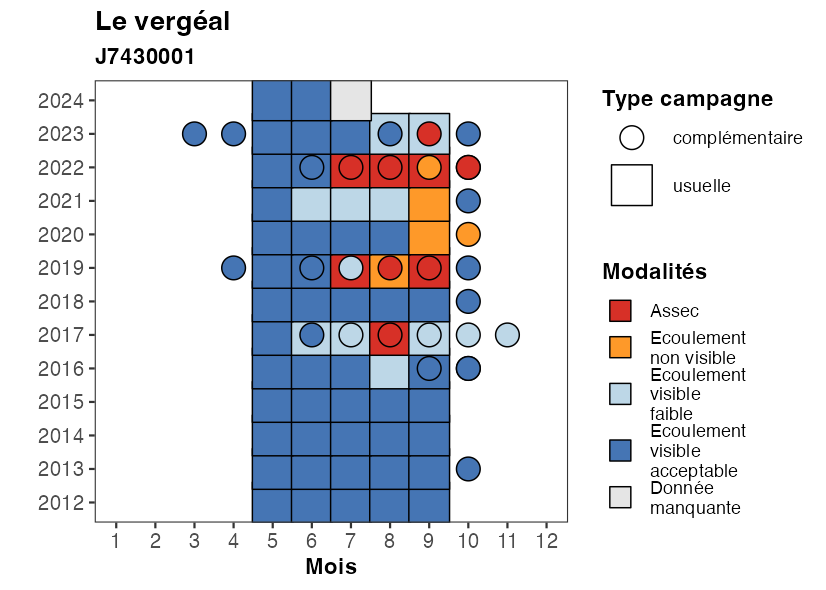 Le vergéal
J7430001
2024
2023
2022
2021
2020
2019
2018
2017
2016
2015
2014
2013
2012
1 2 3 4 5 6 7 8 9 10 11 12
Mois
Type campagne
complémentaire
usuelle
Modalités
Assec
Ecoulement
non visible
Ecoulement
visible
faible
Ecoulement
visible
acceptable
Donnée
manquante